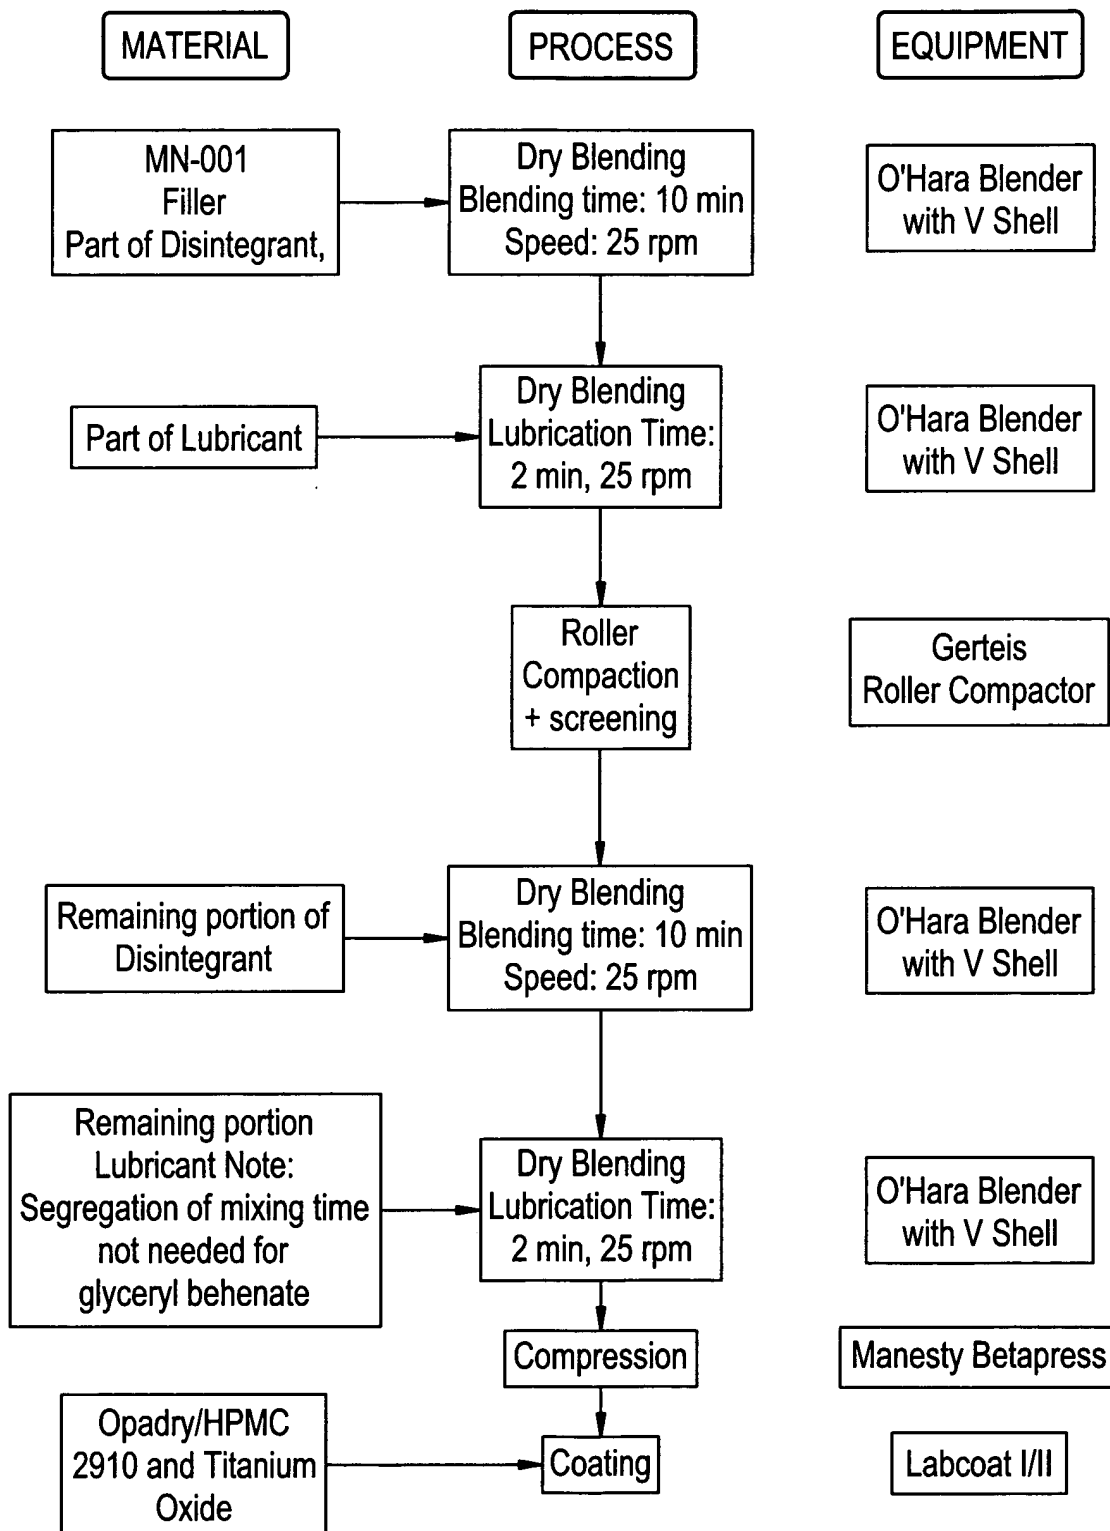 MATERIAL
PROCESS
EQUIPMENT
MN-001
Filler
Part of Disintegrant,
Dry Blending
Blending time: 10 min
Speed: 25 rpm
O'Hara Blender
with V Shell
Part of Lubricant
Dry Blending
Lubrication Time:
2 min, 25 rpm
O'Hara Blender
with V Shell
Roller
Compaction
+ screening
Gerteis
Roller Compactor
Remaining portion of
Disintegrant
Dry Blending
Blending time: 10 min
Speed: 25 rpm
O'Hara Blender
with V Shell
Remaining portion
Lubricant Note:
Segregation of mixing time
not needed for
glyceryl behenate
Dry Blending
Lubrication Time:
2 min, 25 rpm
O'Hara Blender
with V Shell
Compression
Manesty Betapress
Opadry/HPMC
2910 and Titanium
Oxide
Coating
Labcoat I/II